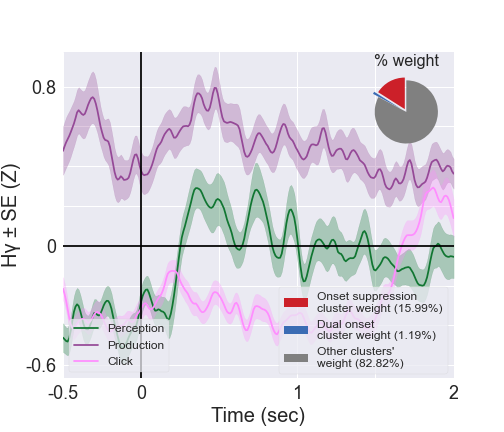 % weight
0.8
0
-0.6
Hγ ± SE (Z)
Perception
Production
Click
Onset suppression
cluster weight (15.99%)
Dual onset
cluster weight (1.19%)
Other clusters'
weight (82.82%)
-0.5
0
1
2
Time (sec)